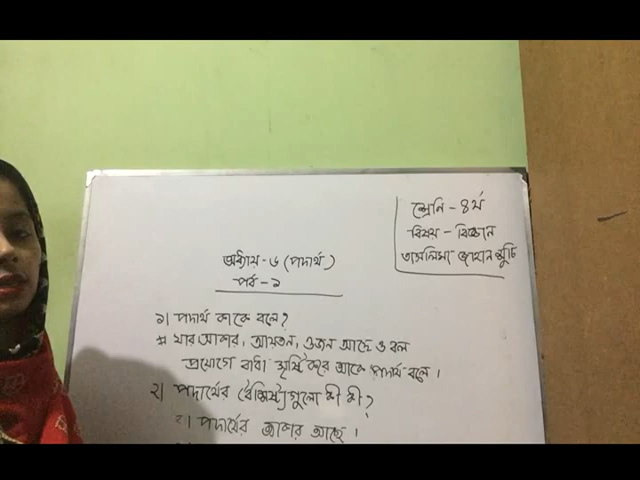 শ্রেনি - ৪র্থ
বিষয় - বিজ্ঞান
তাসলিমা জাহান সুচি
অধ্যায় - ৬ (পদার্থ)
পর্ব - ১
১। পদার্থ কাকে বলে?
* যার আকার, আয়তন, ওজন আছে ও বল
প্রয়োগে বাধা সৃষ্টি করে তাকে পদার্থ বলে।
২। পদার্থের বৈশিষ্ট্যগুলো কী কী?
১। পদার্থের আকার আছে।